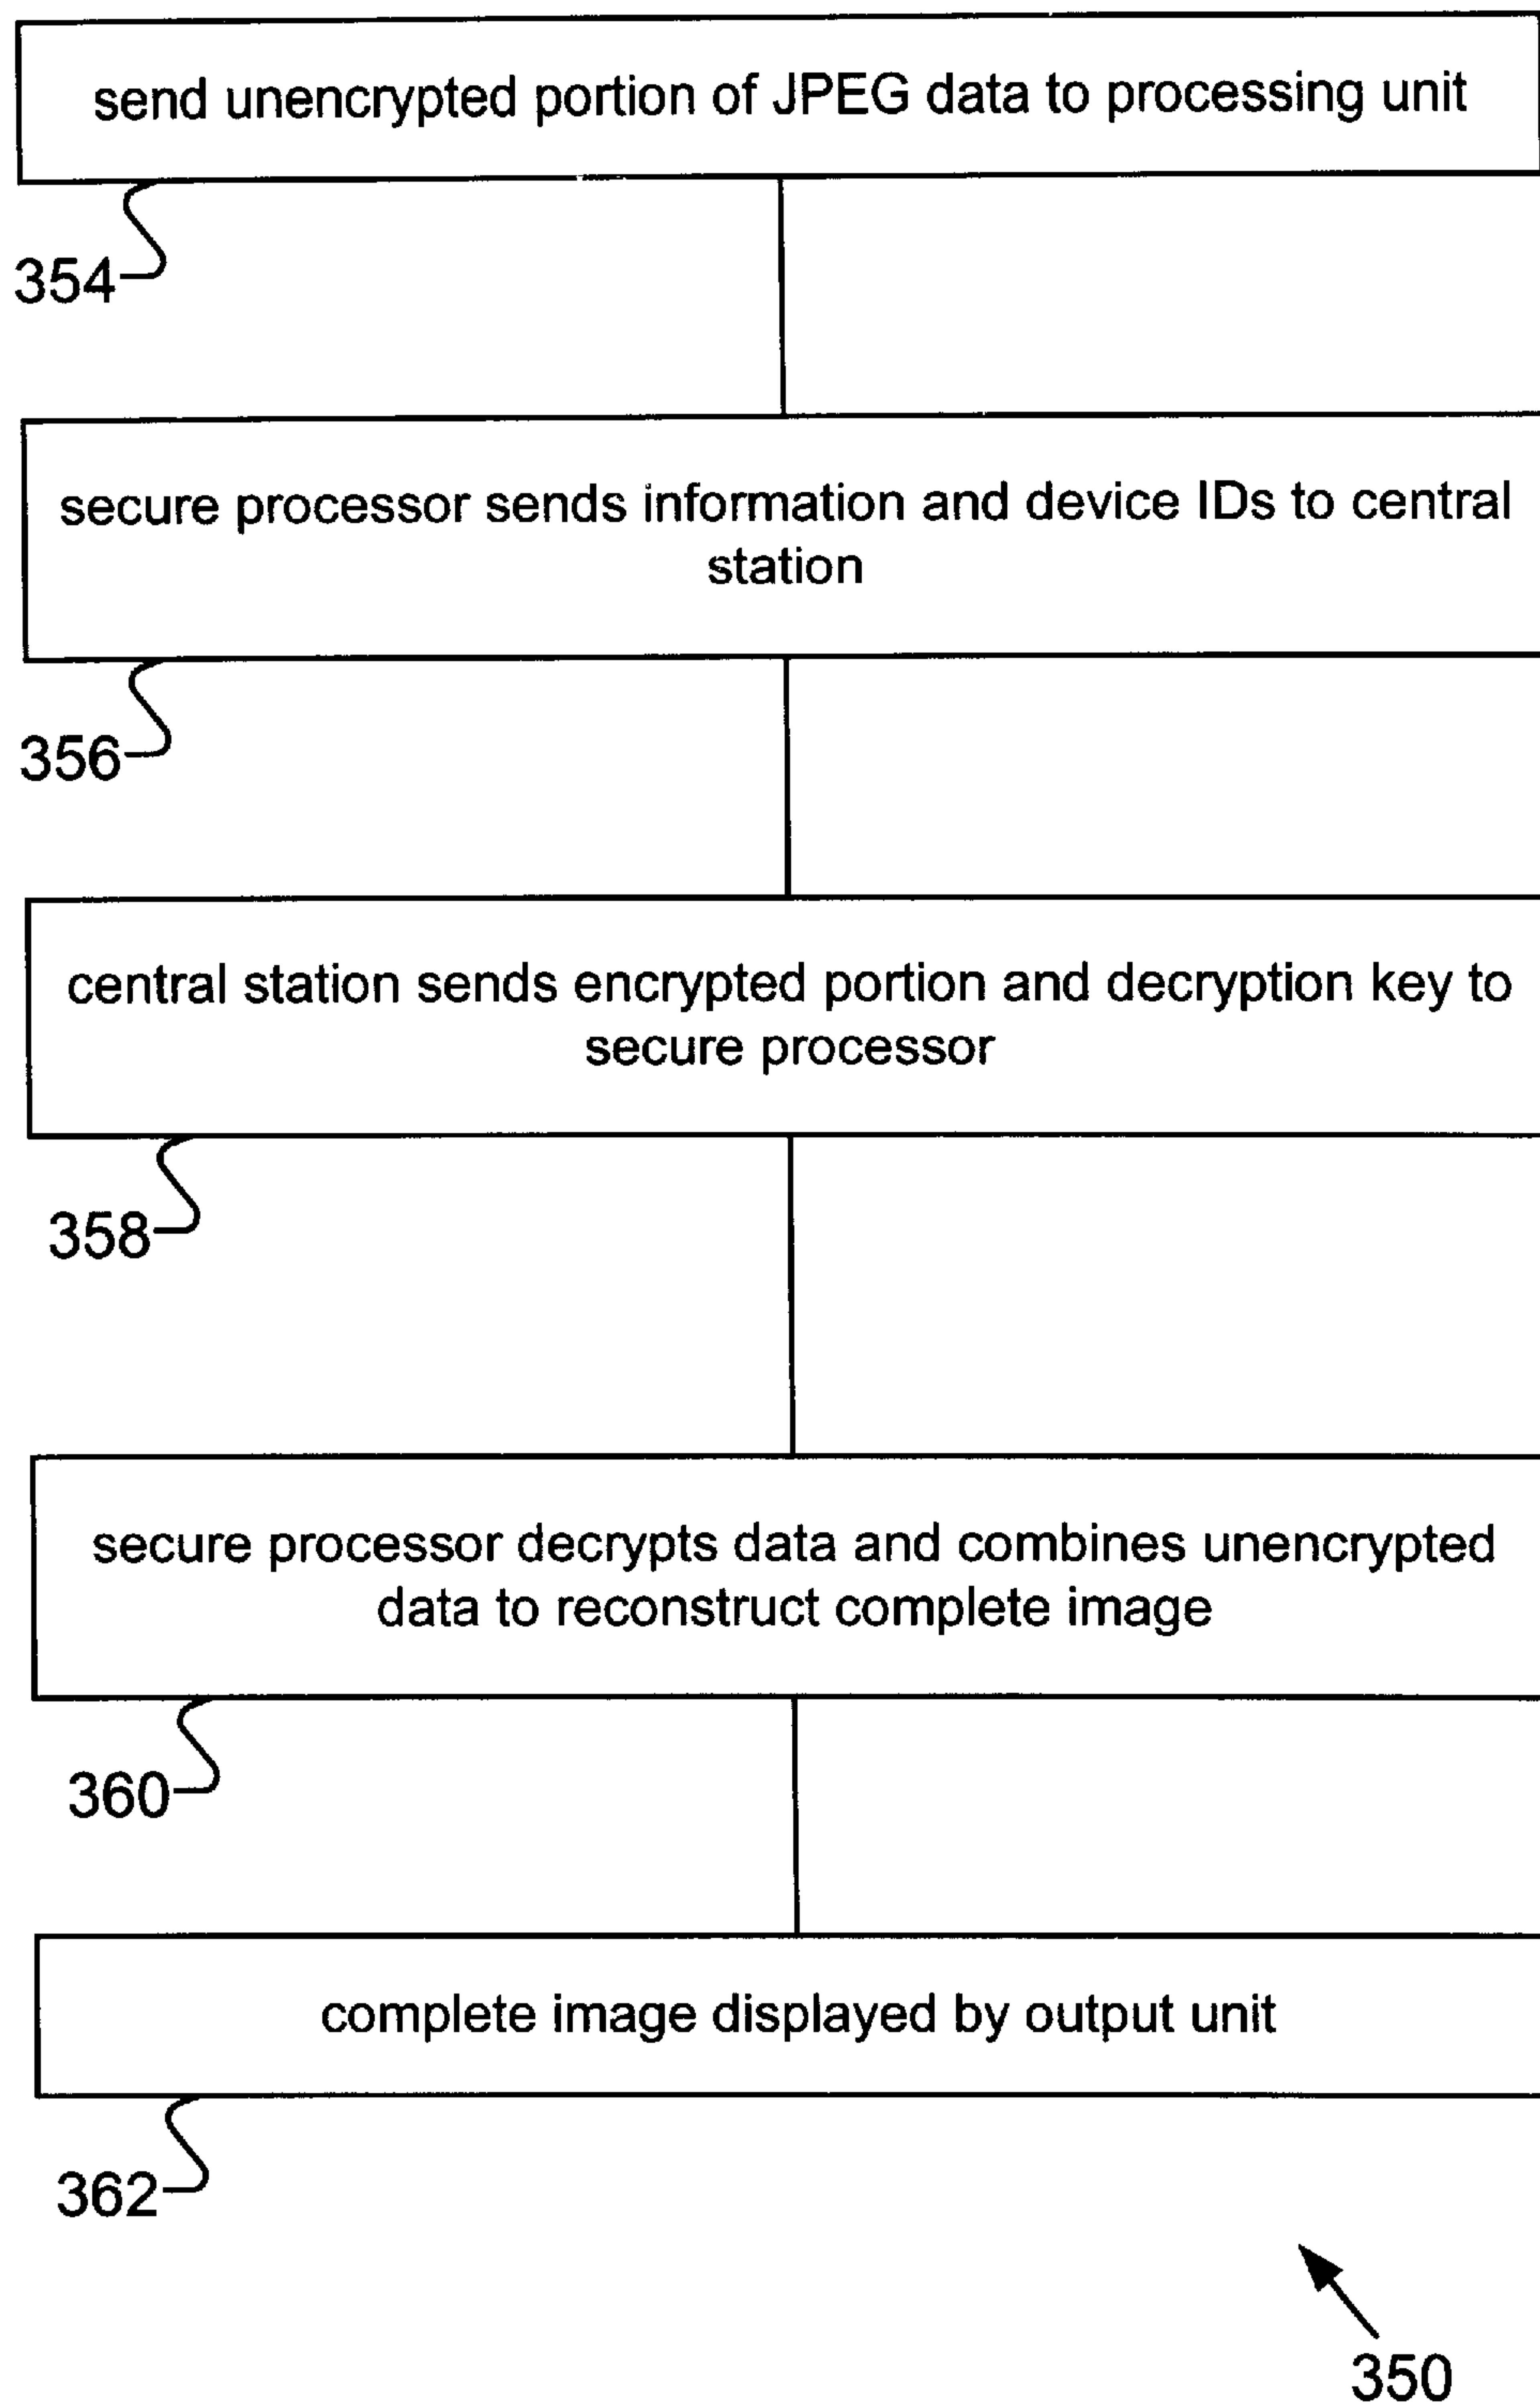 send unencrypted portion of JPEG data to processing unit
354
secure processor sends information and device IDs to central
station
356
central station sends encrypted portion and decryption key to
secure processor
358
secure processor decrypts data and combines unencrypted
data to reconstruct complete image
360
complete image displayed by output unit
362
350